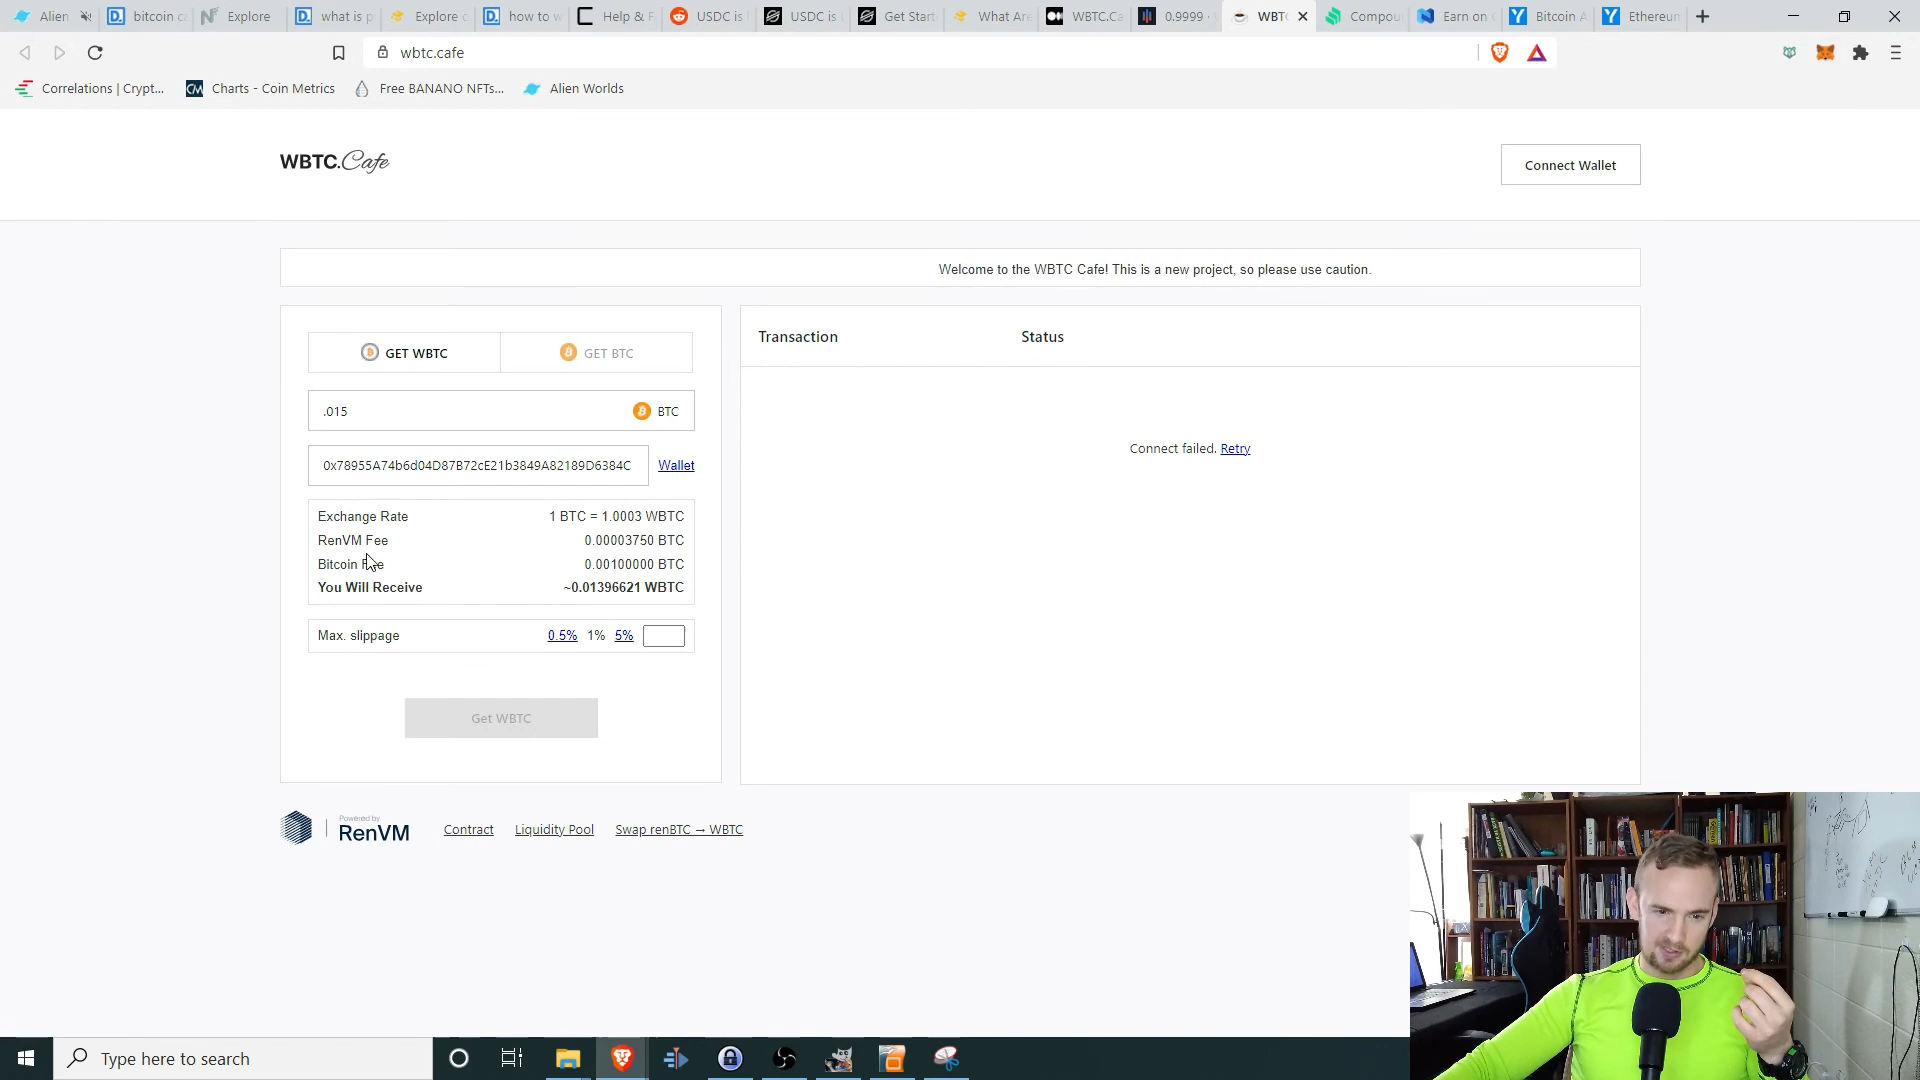 Alien
bitcoin ca
Explore
what is p
Explore c
how to w
Help & F
USDC is
USDC is
Get Start
What Are
WBTC.Ca
0.9999 ·
WBTC
Compou
Earn on
Bitcoin A
Ethereun
wbtc.cafe
Correlations | Crypt...
Charts - Coin Metrics
Free BANANO NFTs...
Alien Worlds
WBTC.Cafe
Connect Wallet
Welcome to the WBTC Cafe! This is a new project, so please use caution.
GET WBTC
GET BTC
Transaction
Status
.015
BTC
Connect failed. Retry
0x78955A74b6d04D87B72cE21b3849A82189D6384C
Wallet
Exchange Rate
1 BTC = 1.0003 WBTC
RenVM Fee
0.00003750 BTC
Bitcoin Fee
0.00100000 BTC
You Will Receive
~0.01396621 WBTC
Max. slippage
0.5% 1% 5%
Get WBTC
Powered by
RenVM
Contract
Liquidity Pool
Swap renBTC → WBTC
Type here to search